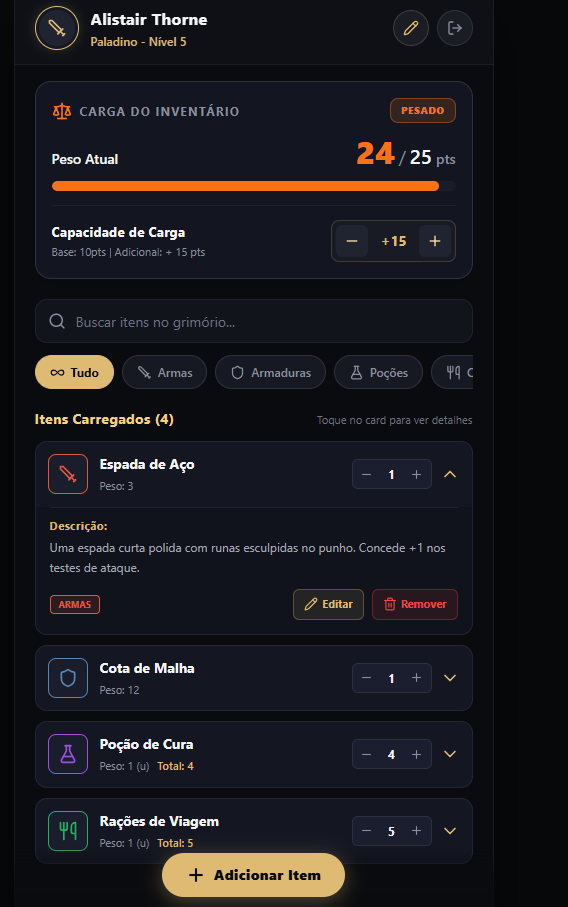 Alistair Thorne
Paladino - Nível 5
CARGA DO INVENTÁRIO
PESADO
Peso Atual
24 / 25 pts
Capacidade de Carga
Base: 10pts | Adicional: + 15 pts
− +15 +
Buscar itens no grimório...
Tudo
Armas
Armaduras
Poções
Itens Carregados (4)
Toque no card para ver detalhes
Espada de Aço
Peso: 3
− 1 +
Descrição:
Uma espada curta polida com runas esculpidas no punho. Concede +1 nos
testes de ataque.
ARMAS
Editar
Remover
Cota de Malha
Peso: 12
− 1 +
Poção de Cura
Peso: 1 (u) Total: 4
− 4 +
Rações de Viagem
Peso: 1 (u) Total: 5
− 5 +
+ Adicionar Item